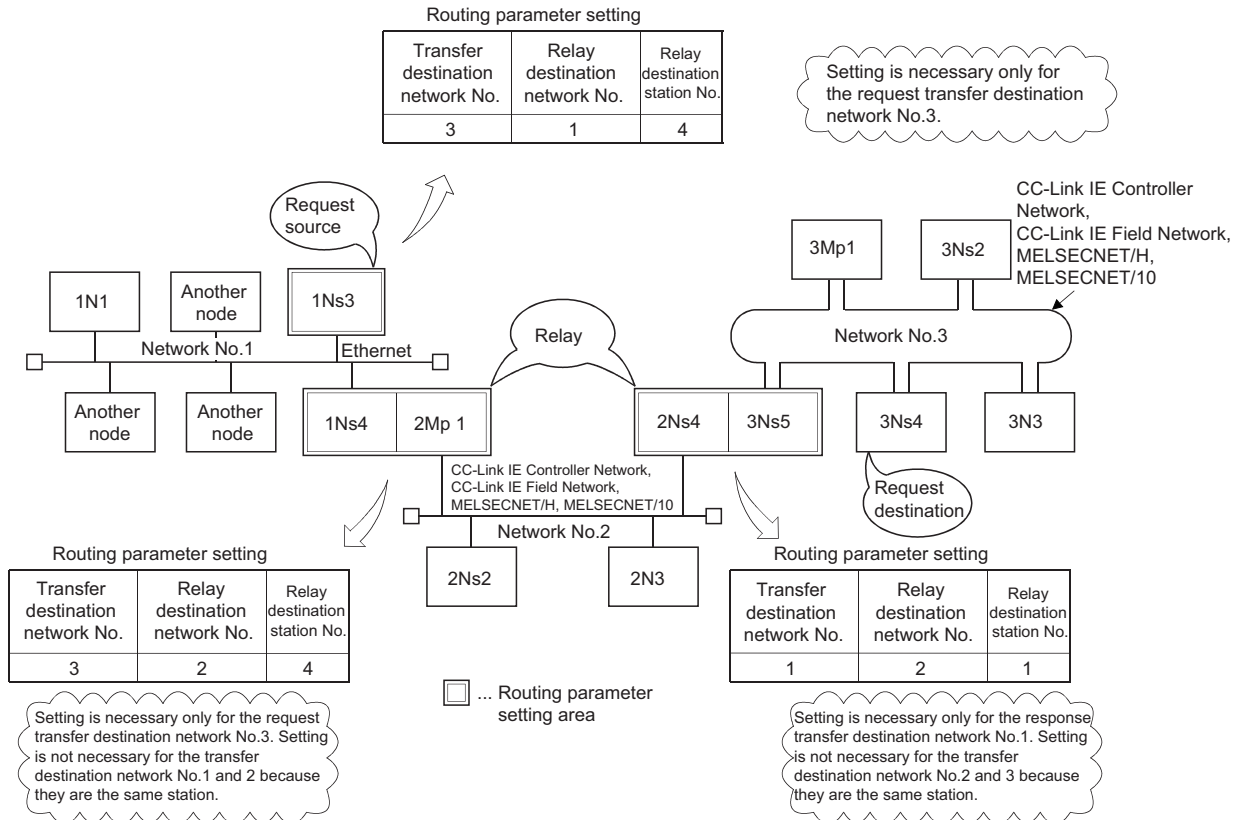 Routing parameter setting
Transfer
destination
network No.
Relay
destination
network No.
Relay
destination
station No.
3
1
4
Setting is necessary only for
the request transfer destination
network No.3.
CC-Link IE Controller
Network,
CC-Link IE Field Network,
MELSECNET/H,
MELSECNET/10
Request
source
3Mp1
3Ns2
1N1
Another
node
1Ns3
Relay
Network No.3
Network No.1
Ethernet
Another
node
Another
node
1Ns4
2Mp 1
2Ns4
3Ns5
3Ns4
3N3
CC-Link IE Controller Network,
CC-Link IE Field Network,
MELSECNET/H, MELSECNET/10
Request
destination
Network No.2
2Ns2
2N3
Routing parameter setting
Transfer
destination
network No.
Relay
destination
network No.
Relay
destination
station No.
3
2
4
Setting is necessary only for the request
transfer destination network No.3. Setting
is not necessary for the transfer
destination network No.1 and 2 because
they are the same station.
... Routing parameter
setting area
Routing parameter setting
Transfer
destination
network No.
Relay
destination
network No.
Relay
destination
station No.
1
2
1
Setting is necessary only for the response
transfer destination network No.1. Setting
is not necessary for the transfer
destination network No.2 and 3 because
they are the same station.